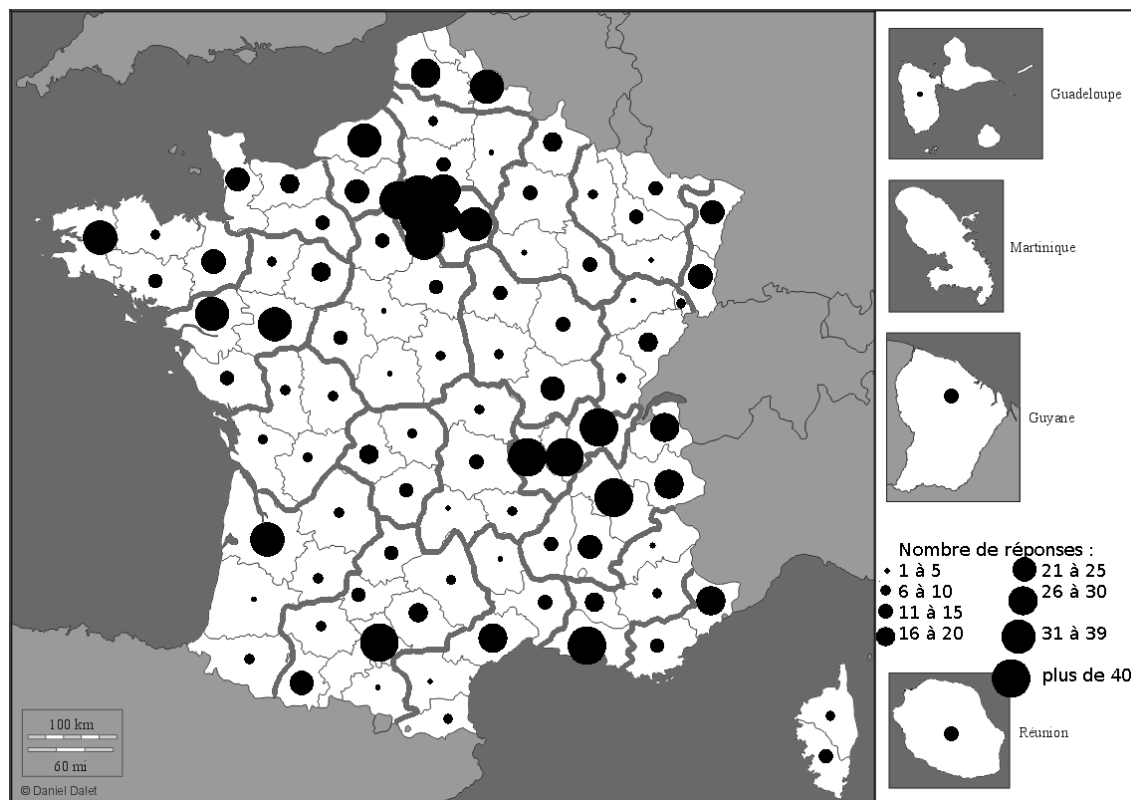 Guadeloupe
Martinique
Guyane
Nombre de réponses :
1 à 5
6 à 10
11 à 15
16 à 20
21 à 25
26 à 30
31 à 39
plus de 40
Réunion
100 km
60 mi
© Daniel Dalet